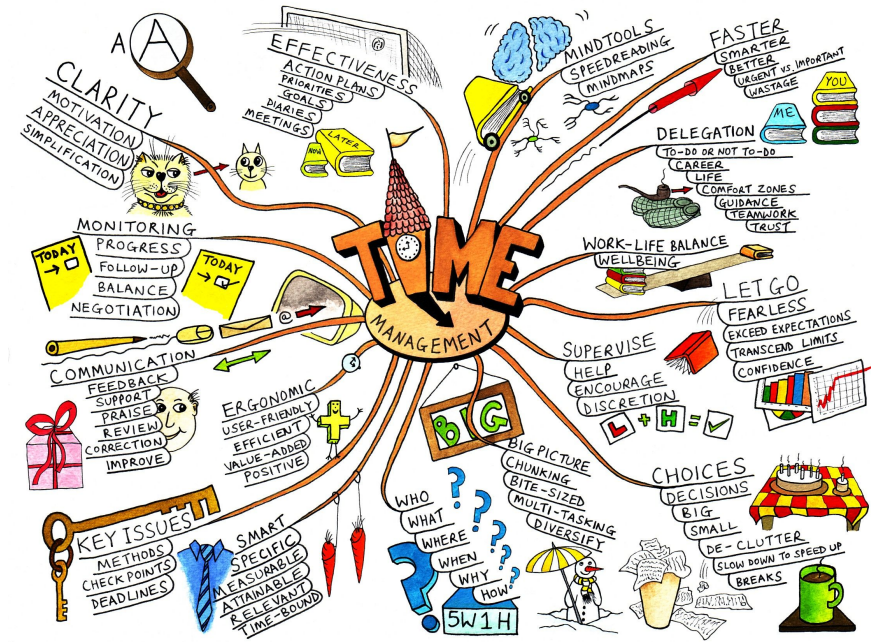 TIME
MANAGEMENT
A A
CLARITY
MOTIVATION
APPRECIATION
SIMPLIFICATION
EFFECTIVENESS
ACTION PLANS
PRIORITIES
GOALS
DIARIES
MEETINGS
@
NOW
LATER
MINDTOOLS
SPEEDREADING
MINDMAPS
FASTER
SMARTER
BETTER
URGENT VS. IMPORTANT
WASTAGE
ME
YOU
DELEGATION
TO-DO OR NOT TO-DO
CAREER
LIFE
COMFORT ZONES
GUIDANCE
TEAMWORK
TRUST
WORK-LIFE BALANCE
WELLBEING
LET GO
FEARLESS
EXCEED EXPECTATIONS
TRANSCEND LIMITS
CONFIDENCE
SUPERVISE
HELP
ENCOURAGE
DISCRETION
L + H = ✓
CHOICES
DECISIONS
BIG
SMALL
DE-CLUTTER
SLOW DOWN TO SPEED UP
BREAKS
BIG
BIG PICTURE
CHUNKING
BITE-SIZED
MULTI-TASKING
DIVERSIFY
WHO
WHAT
WHERE
WHEN
WHY
HOW
? ? ? ? ? ? ?
5W1H
SMART
SPECIFIC
MEASURABLE
ATTAINABLE
RELEVANT
TIME-BOUND
KEY ISSUES
METHODS
CHECK POINTS
DEADLINES
ERGONOMIC
USER-FRIENDLY
EFFICIENT
VALUE-ADDED
POSITIVE
COMMUNICATION
FEEDBACK
SUPPORT
PRAISE
REVIEW
CORRECTION
IMPROVE
@
MONITORING
PROGRESS
FOLLOW-UP
BALANCE
NEGOTIATION
TODAY
TODAY